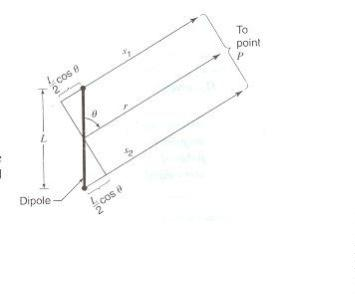 To
point
P
s₁
L/2 cos θ
r
θ
L
s₂
Dipole
L/2 cos θ